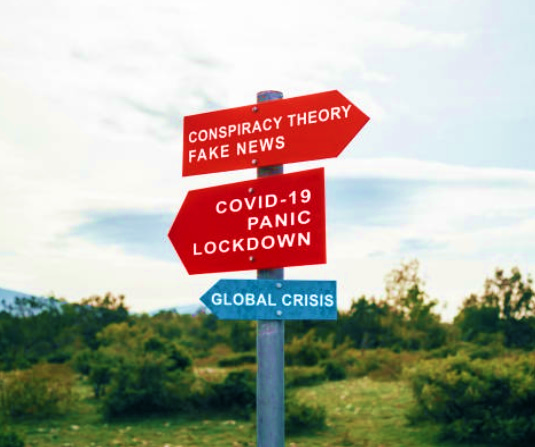 CONSPIRACY THEORY
FAKE NEWS
COVID-19
PANIC
LOCKDOWN
GLOBAL CRISIS